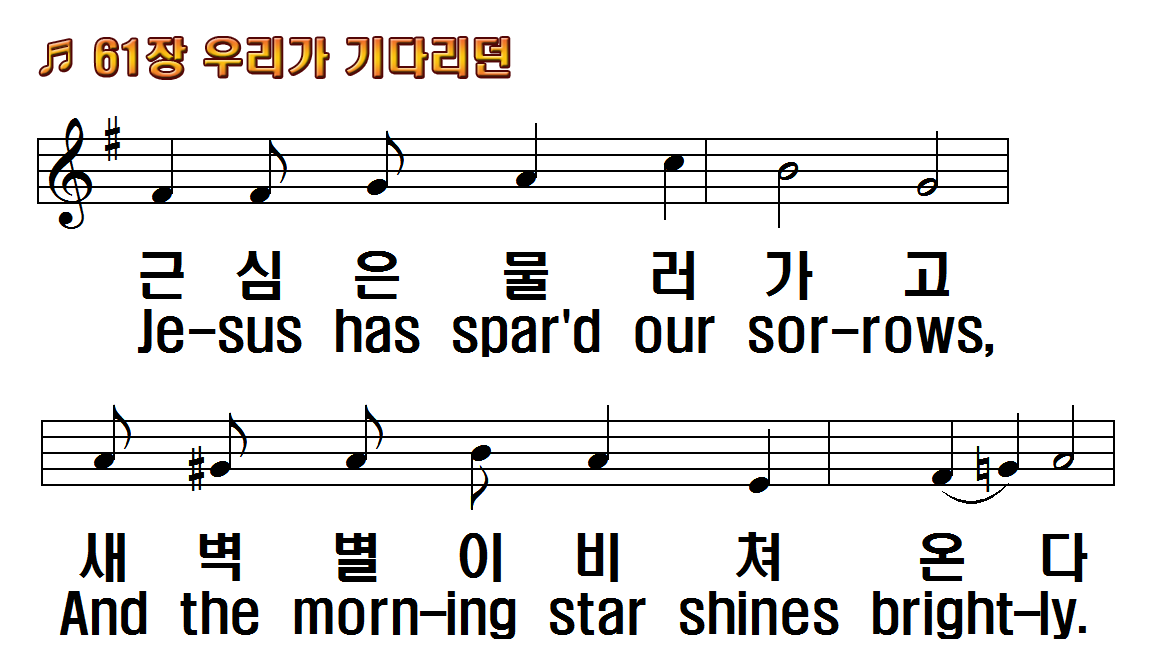 61장 우리가 기다리던
근 심 은 물 러 가 고
Je-sus has spar'd our sor-rows,
새 벽 별 이 비 쳐 온 다
And the morn-ing star shines bright-ly.